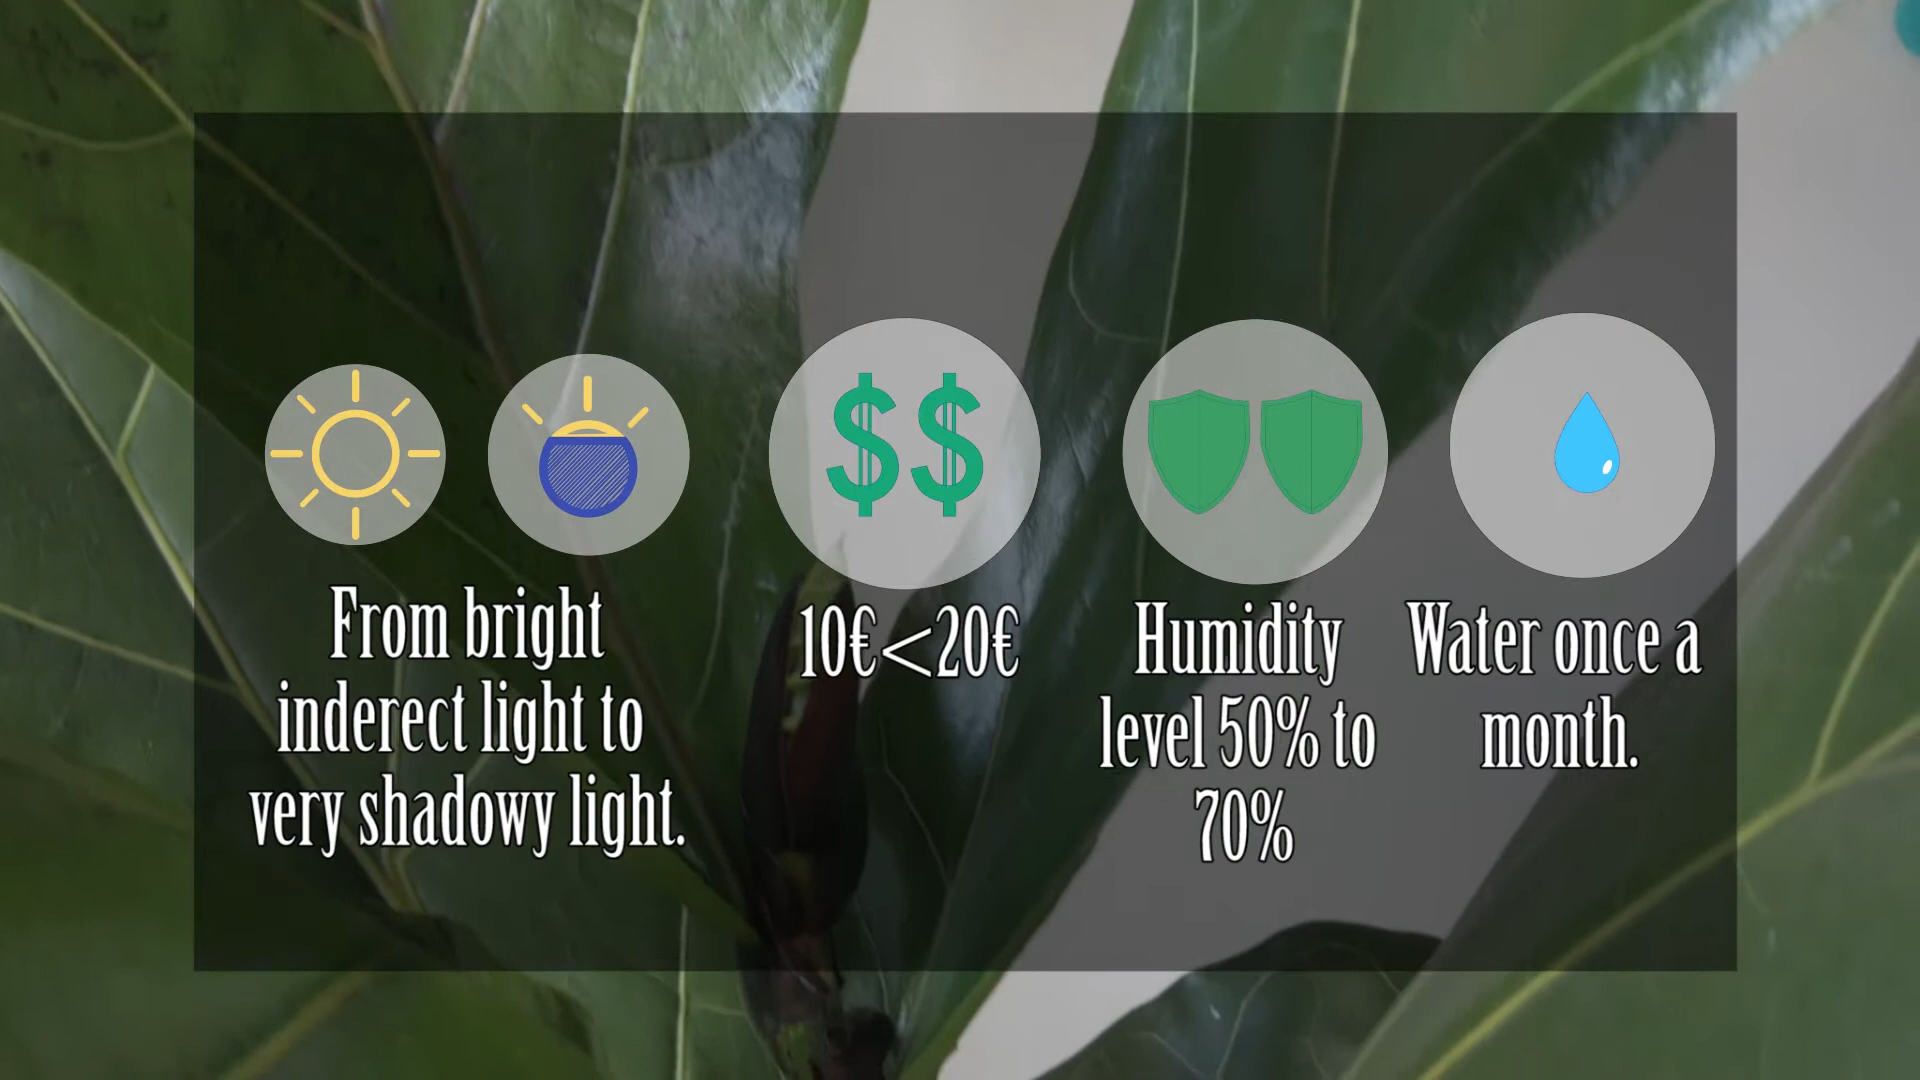 From bright
inderect light to
very shadowy light.
$$
10€<20€
Humidity
level 50% to
70%
Water once a
month.